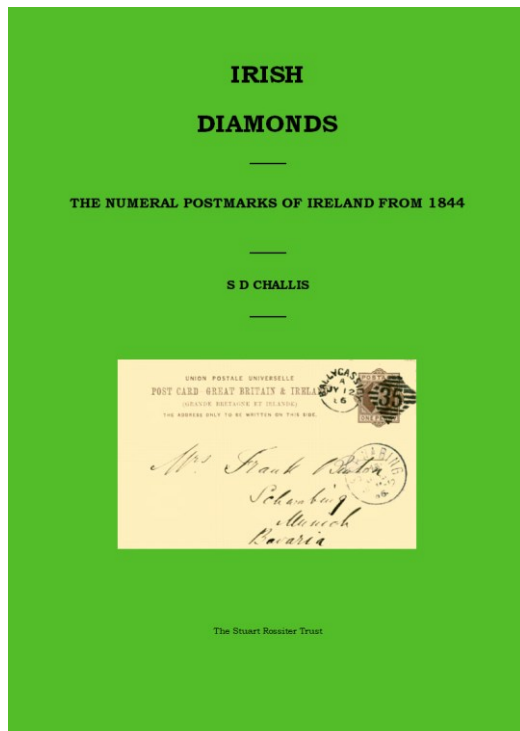 IRISH
DIAMONDS
THE NUMERAL POSTMARKS OF IRELAND FROM 1844
S D CHALLIS
UNION POSTALE UNIVERSELLE
POST CARD GREAT BRITAIN & IRELA
(GRANDE BRETAGNE ET IRLANDE)
THE ADDRESS ONLY TO BE WRITTEN ON THIS SIDE.
A
JY 12
35
Mrs Frank
Schwabing
Munich
Bavaria
The Stuart Rossiter Trust